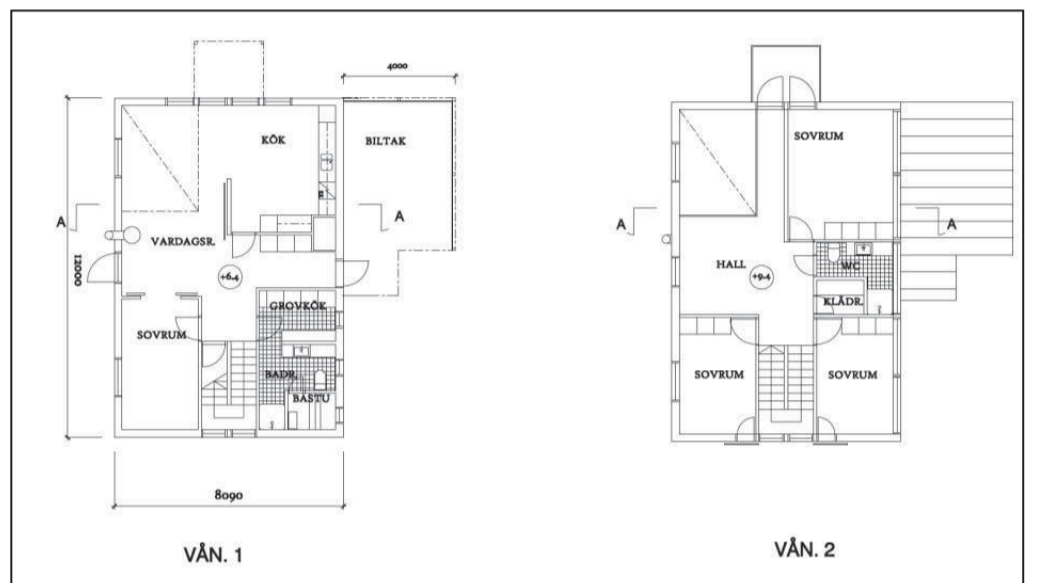 4000
KÖK
BILTAK
A
A
VARDAGSR.
12000
+6.4
GROVKÖK
SOVRUM
BADR.
BASTU
8090
VÅN. 1
SOVRUM
A
A
HALL
WC
+9.4
KLÄDR.
SOVRUM
SOVRUM
VÅN. 2